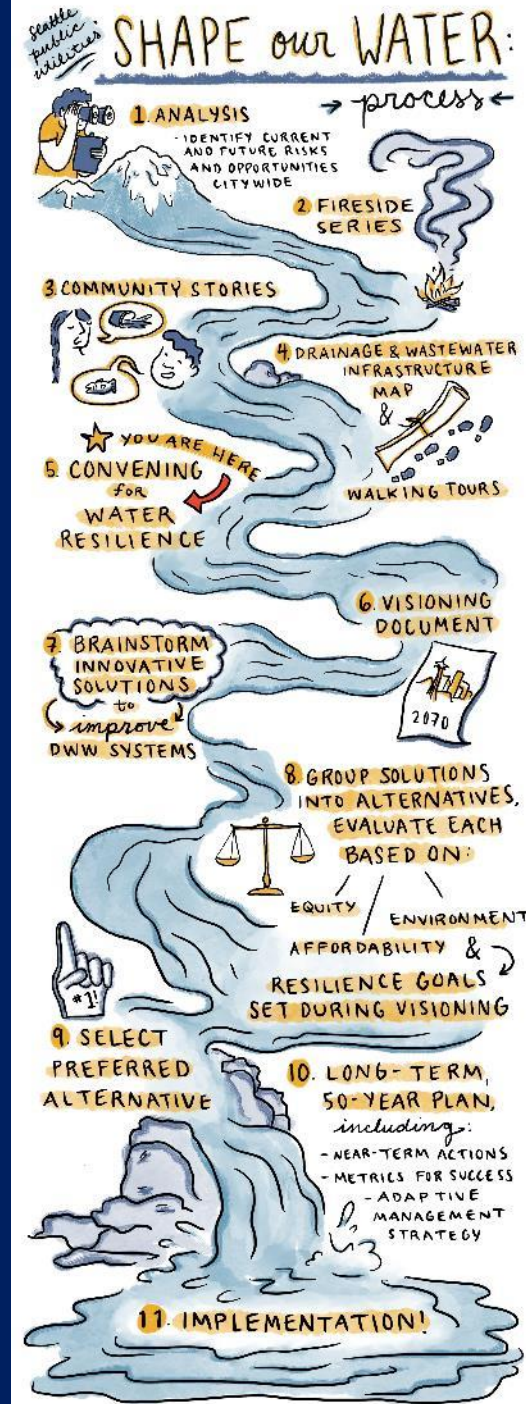 Seattle
public
utilities
SHAPE our WATER:
process
1. ANALYSIS
- IDENTIFY CURRENT
AND FUTURE RISKS
AND OPPORTUNITIES
CITYWIDE
2. FIRESIDE
SERIES
3. COMMUNITY STORIES
4. DRAINAGE & WASTEWATER
INFRASTRUCTURE
MAP
&
WALKING TOURS
YOU ARE HERE
5. CONVENING
for
WATER
RESILIENCE
6. VISIONING
DOCUMENT
2070
7. BRAINSTORM
INNOVATIVE
SOLUTIONS
to
improve
DWW SYSTEMS
8. GROUP SOLUTIONS
INTO ALTERNATIVES,
EVALUATE EACH
BASED ON:
EQUITY
ENVIRONMENT
AFFORDABILITY &
RESILIENCE GOALS
SET DURING VISIONING
#1!
9. SELECT
PREFERRED
ALTERNATIVE
10. LONG-TERM,
50-YEAR PLAN,
including:
- NEAR-TERM ACTIONS
- METRICS FOR SUCCESS
- ADAPTIVE
MANAGEMENT
STRATEGY
11. IMPLEMENTATION!